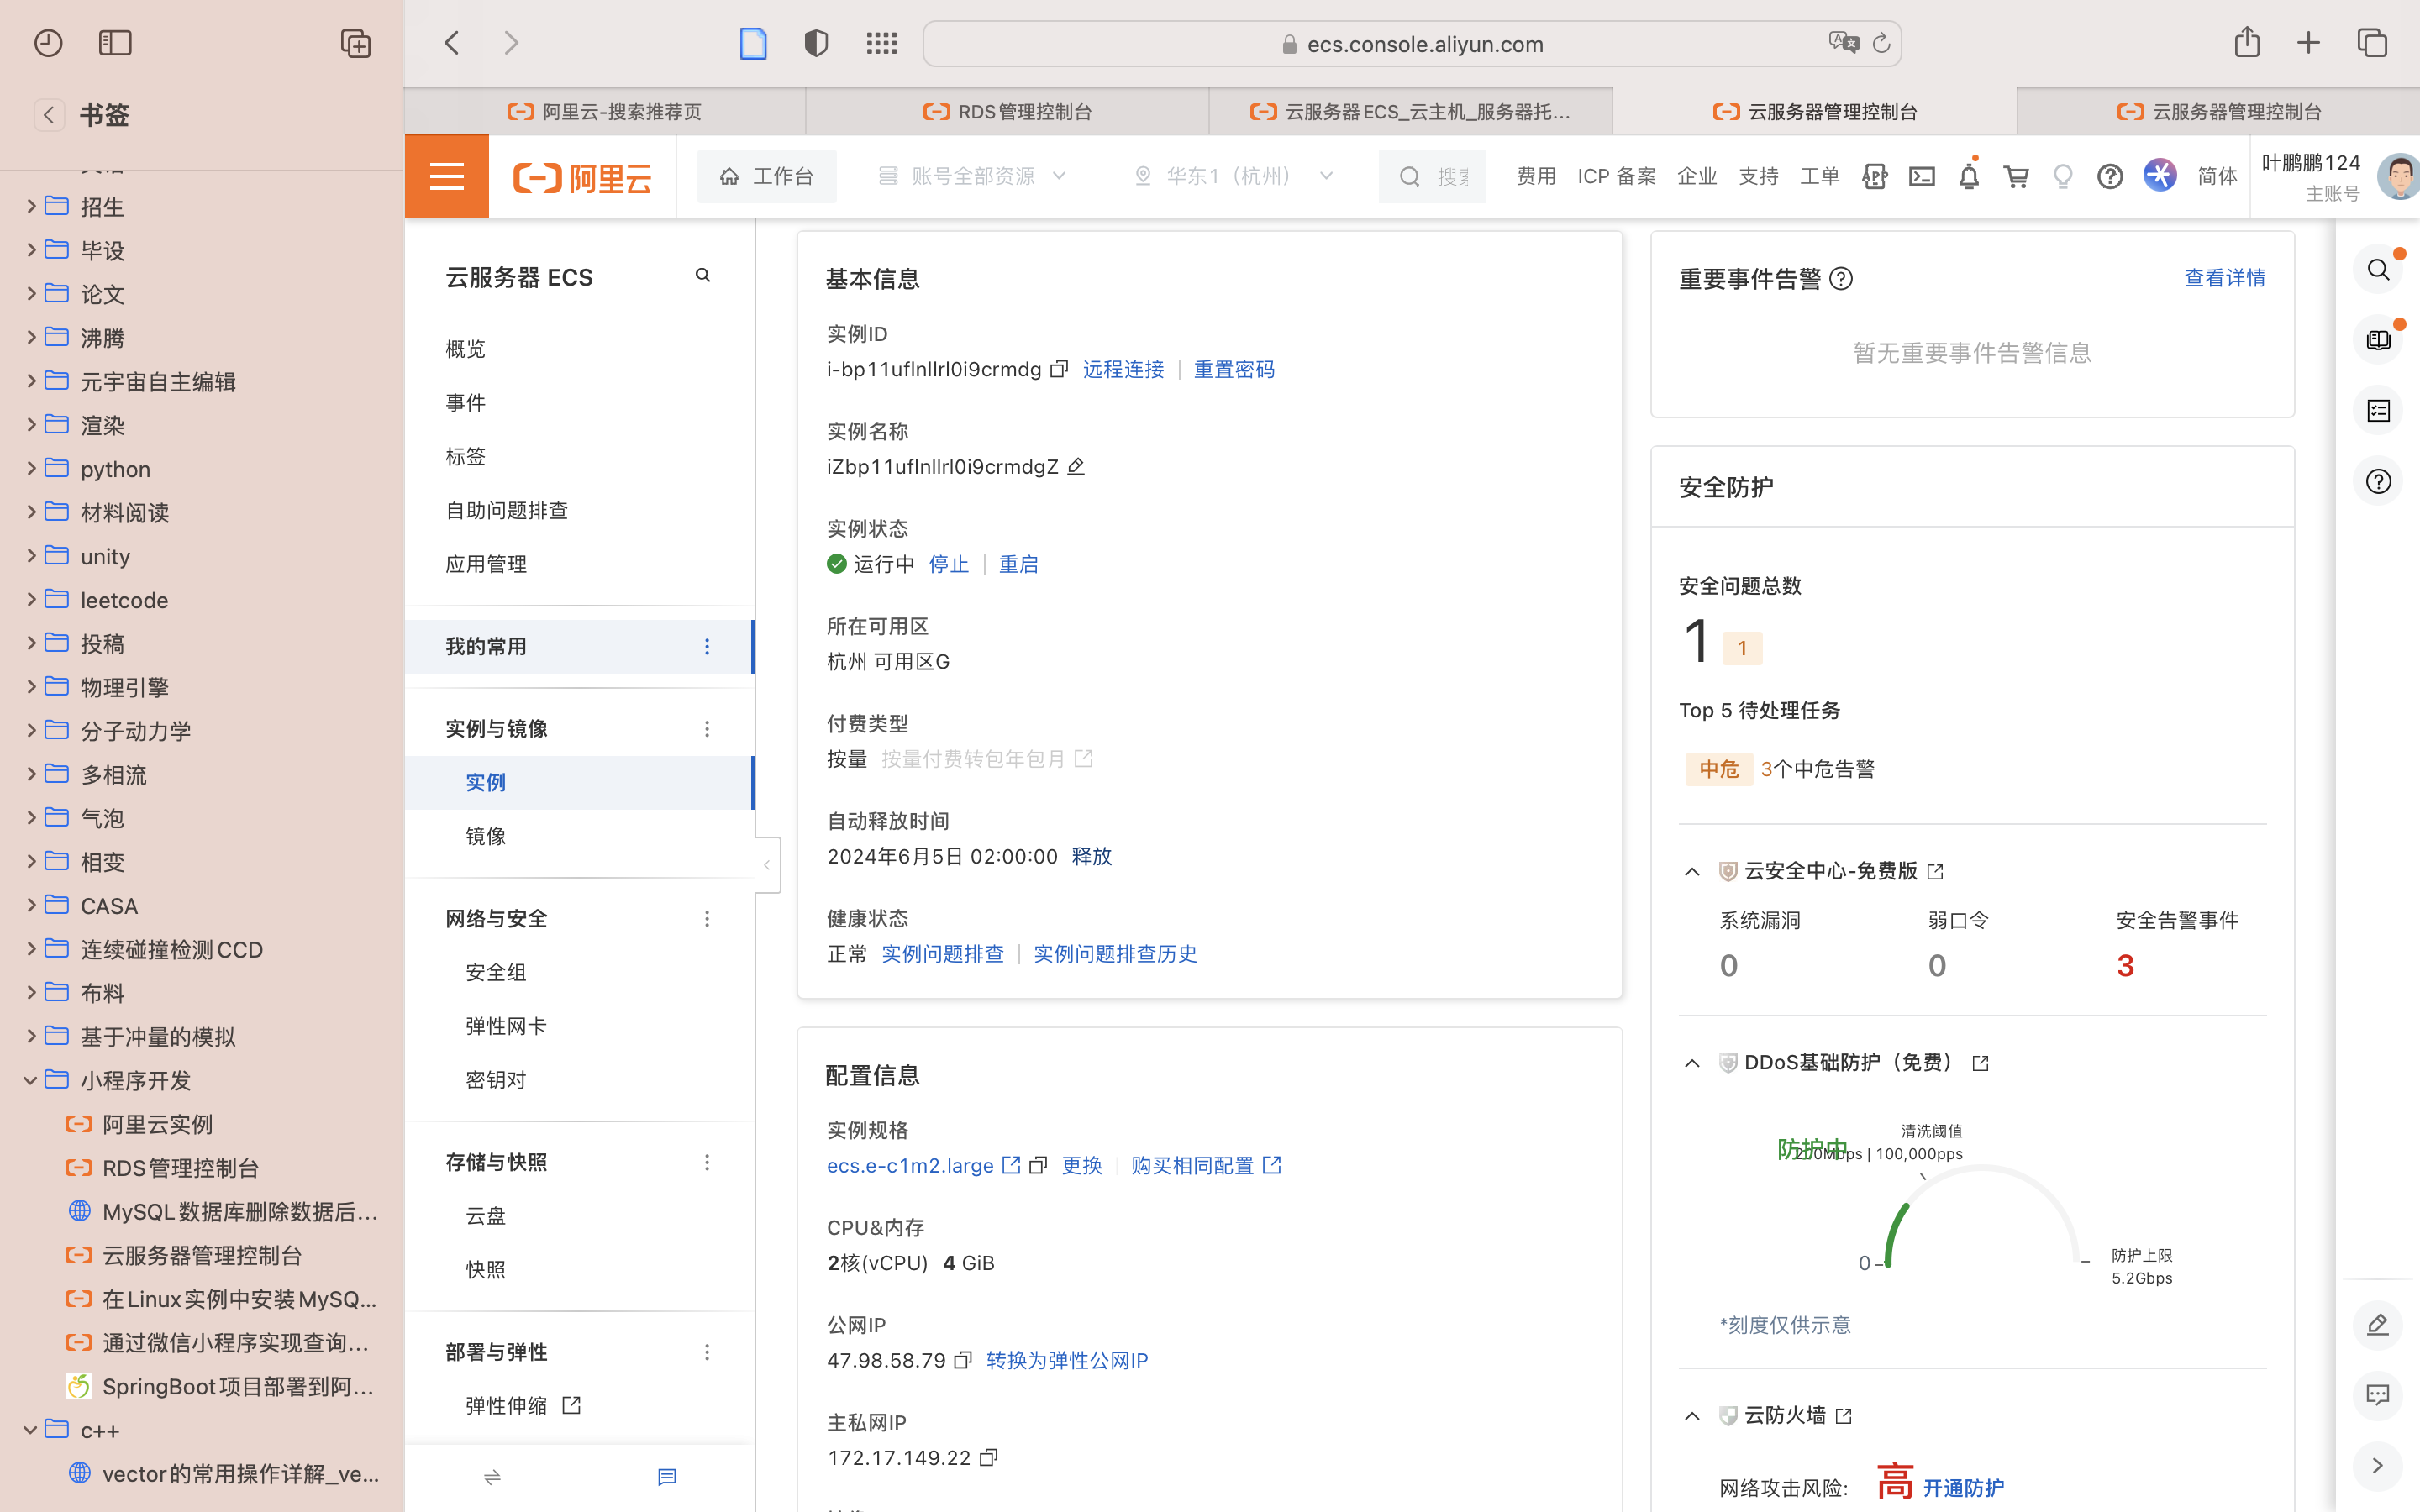 ecs.console.aliyun.com
书签
阿里云-搜索推荐页
RDS管理控制台
云服务器ECS_云主机_服务器托...
云服务器管理控制台
云服务器管理控制台
招生
毕设
论文
沸腾
元宇宙自主编辑
渲染
python
材料阅读
unity
leetcode
投稿
物理引擎
分子动力学
多相流
气泡
相变
CASA
连续碰撞检测CCD
布料
基于冲量的模拟
小程序开发
阿里云实例
RDS管理控制台
MySQL数据库删除数据后...
云服务器管理控制台
在Linux实例中安装MySQ...
通过微信小程序实现查询...
SpringBoot项目部署到阿...
c++
vector的常用操作详解_ve...
阿里云
工作台
账号全部资源
华东1（杭州）
费用
ICP 备案
企业
支持
工单
简体
叶鹏鹏124
主账号
云服务器 ECS
概览
事件
标签
自助问题排查
应用管理
我的常用
实例与镜像
实例
镜像
网络与安全
安全组
弹性网卡
密钥对
存储与快照
云盘
快照
部署与弹性
弹性伸缩
基本信息
实例ID
i-bp11uflnllrl0i9crmdg 远程连接 | 重置密码
实例名称
iZbp11uflnllrl0i9crmdgZ
实例状态
运行中 停止 | 重启
所在可用区
杭州 可用区G
付费类型
按量 按量付费转包年包月
自动释放时间
2024年6月5日 02:00:00 释放
健康状态
正常 实例问题排查 | 实例问题排查历史
配置信息
实例规格
ecs.e-c1m2.large 更换 | 购买相同配置
CPU&内存
2核(vCPU) 4 GiB
公网IP
47.98.58.79 转换为弹性公网IP
主私网IP
172.17.149.22
重要事件告警 查看详情
暂无重要事件告警信息
安全防护
安全问题总数
1 1
Top 5 待处理任务
中危 3个中危告警
云安全中心-免费版
系统漏洞 弱口令 安全告警事件
0 0 3
DDoS基础防护（免费）
清洗阈值
防护中
200Mbps | 100,000pps
0
防护上限
5.2Gbps
*刻度仅供示意
云防火墙
网络攻击风险: 高 开通防护